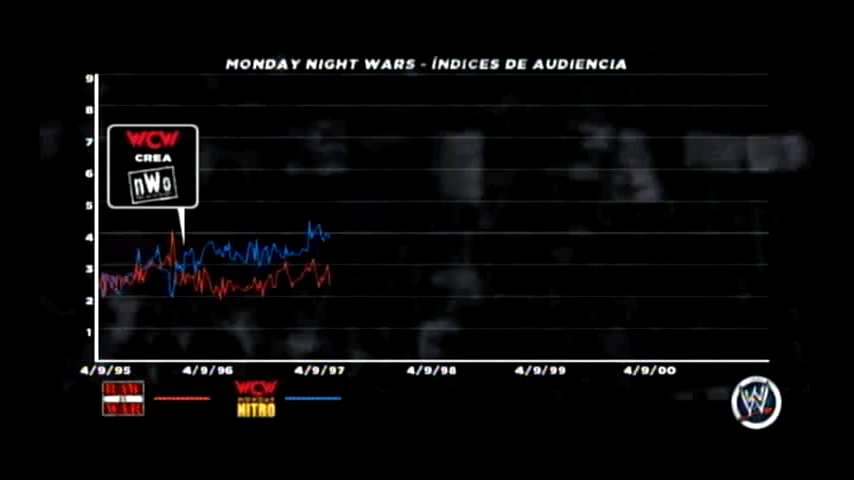 MONDAY NIGHT WARS - ÍNDICES DE AUDIENCIA
9
8
7
6
5
4
3
2
1
WCW
CREA
nWo
4/9/95 4/9/96 4/9/97 4/9/98 4/9/99 4/9/00
RAW
IS
WAR
WCW
MONDAY
NITRO
W